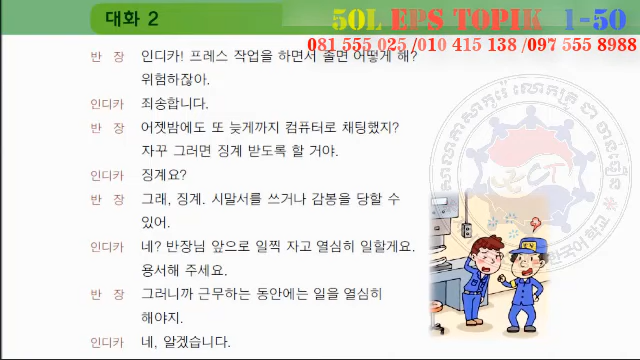 대화 2
50L EPS TOPIK 1-50
081 555 025 /010 415 138 /097 555 8988
반 장 인디카! 프레스 작업을 하면서 졸면 어떻게 해?
위험하잖아.
인디카 죄송합니다.
반 장 어젯밤에도 또 늦게까지 컴퓨터로 채팅했지?
자꾸 그러면 징계 받도록 할 거야.
인디카 징계요?
반 장 그래, 징계. 시말서를 쓰거나 감봉을 당할 수
있어.
인디카 네? 반장님 앞으로 일찍 자고 열심히 일할게요.
용서해 주세요.
반 장 그러니까 근무하는 동안에는 일을 열심히
해야지.
인디카 네, 알겠습니다.